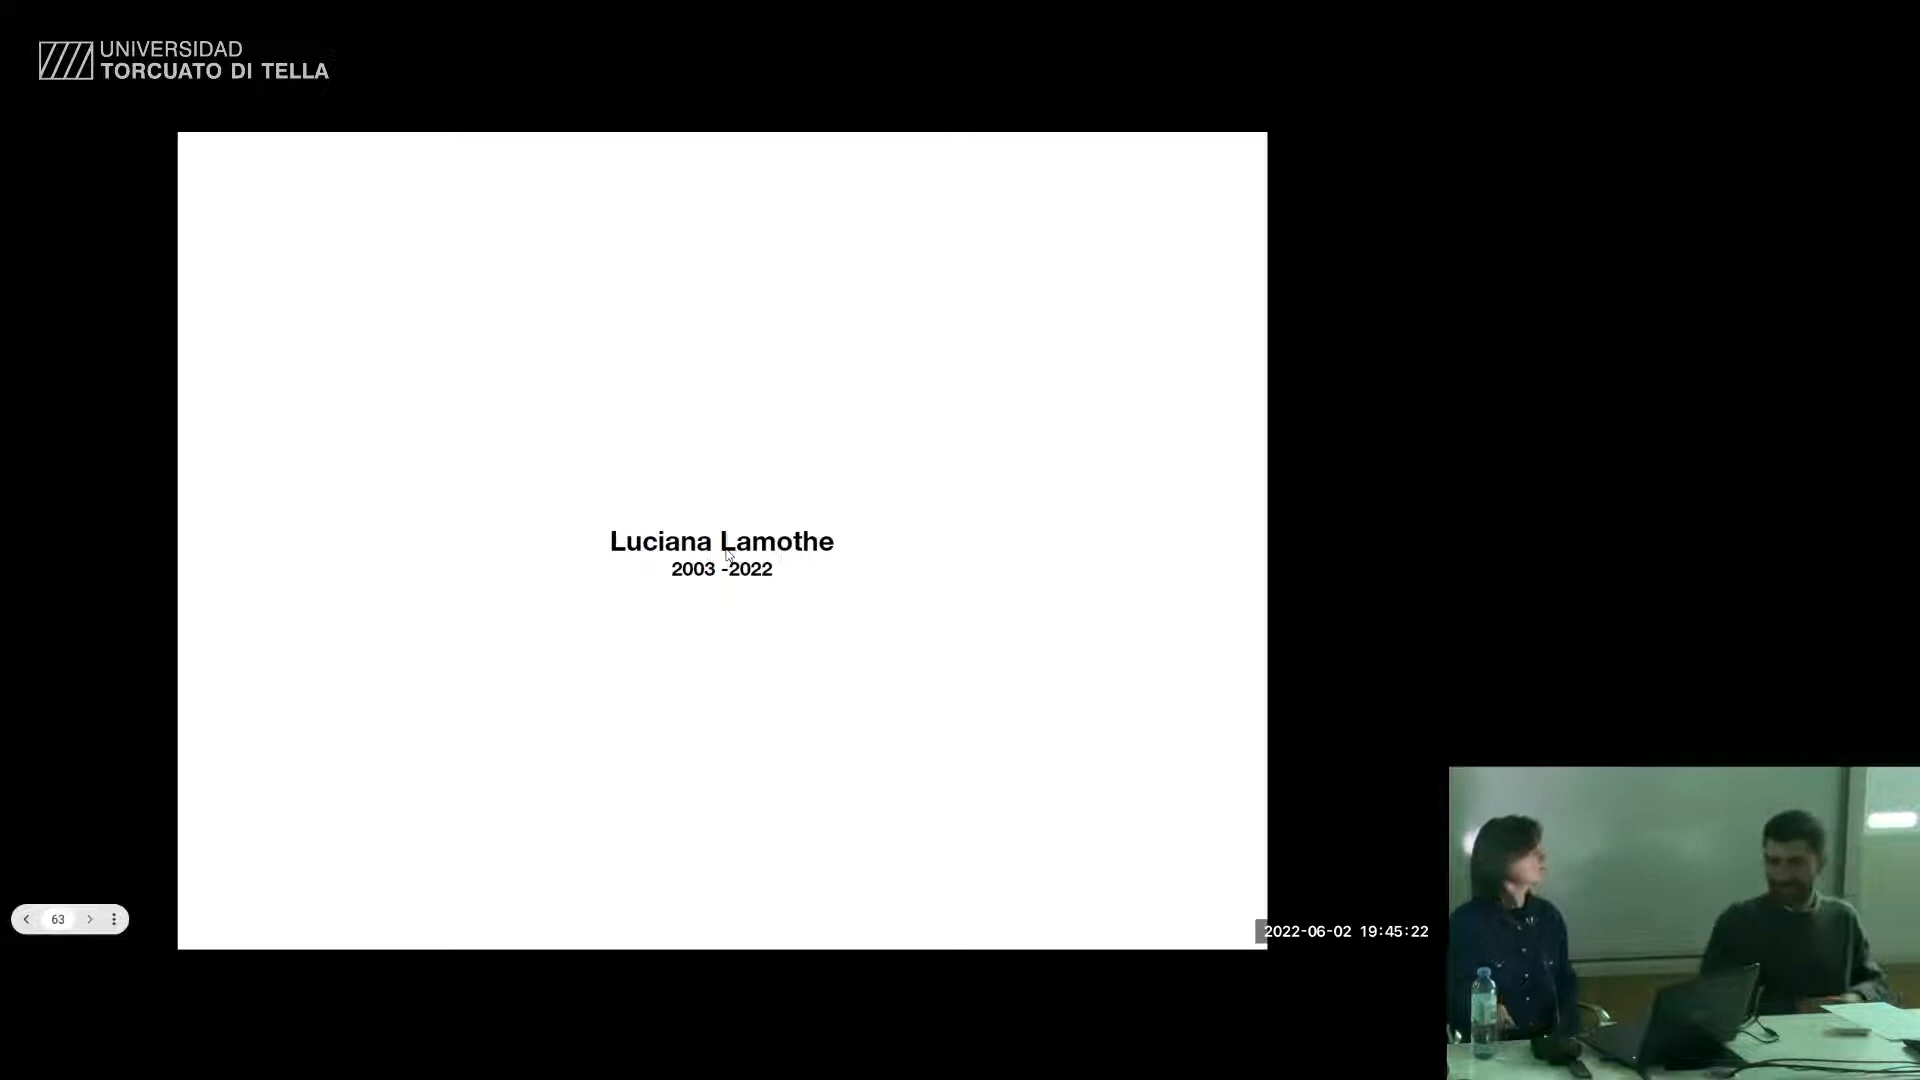 UNIVERSIDAD
TORCUATO DI TELLA
Luciana Lamothe
2003 -2022
63
2022-06-02 19:45:22